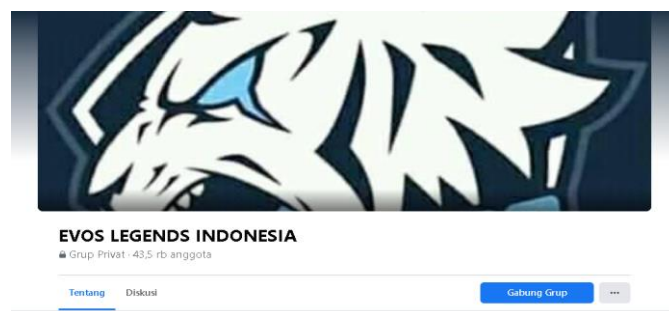 EVOS LEGENDS INDONESIA
Grup Privat · 43,5 rb anggota
Tentang Diskusi Gabung Grup ...